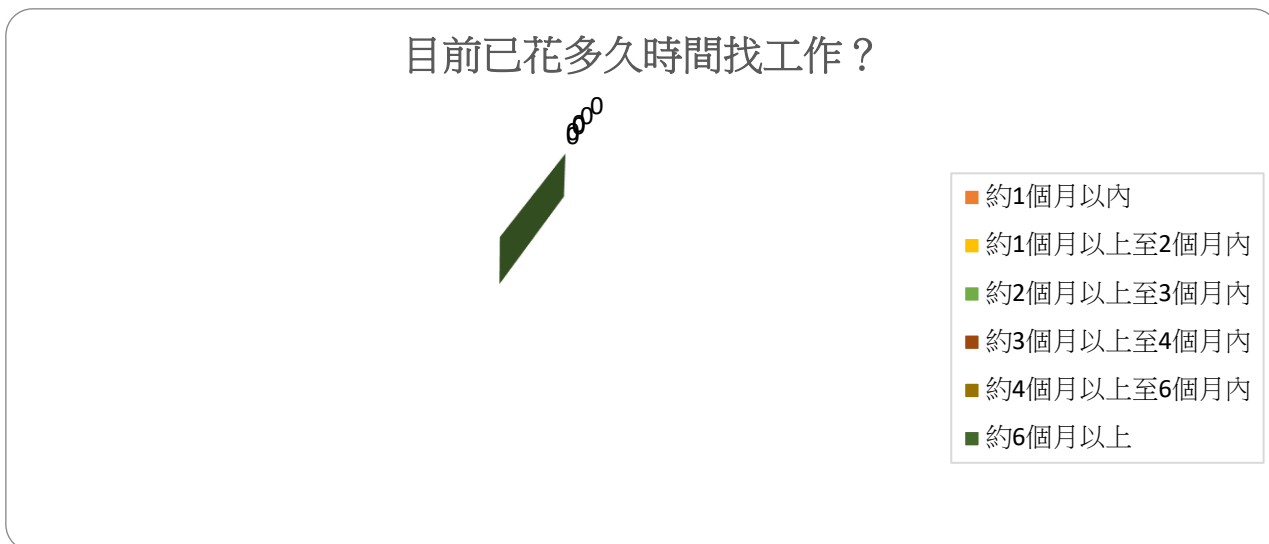 目前已花多久時間找工作？
0
0
0
0
0
0
約1個月以內
約1個月以上至2個月內
約2個月以上至3個月內
約3個月以上至4個月內
約4個月以上至6個月內
約6個月以上